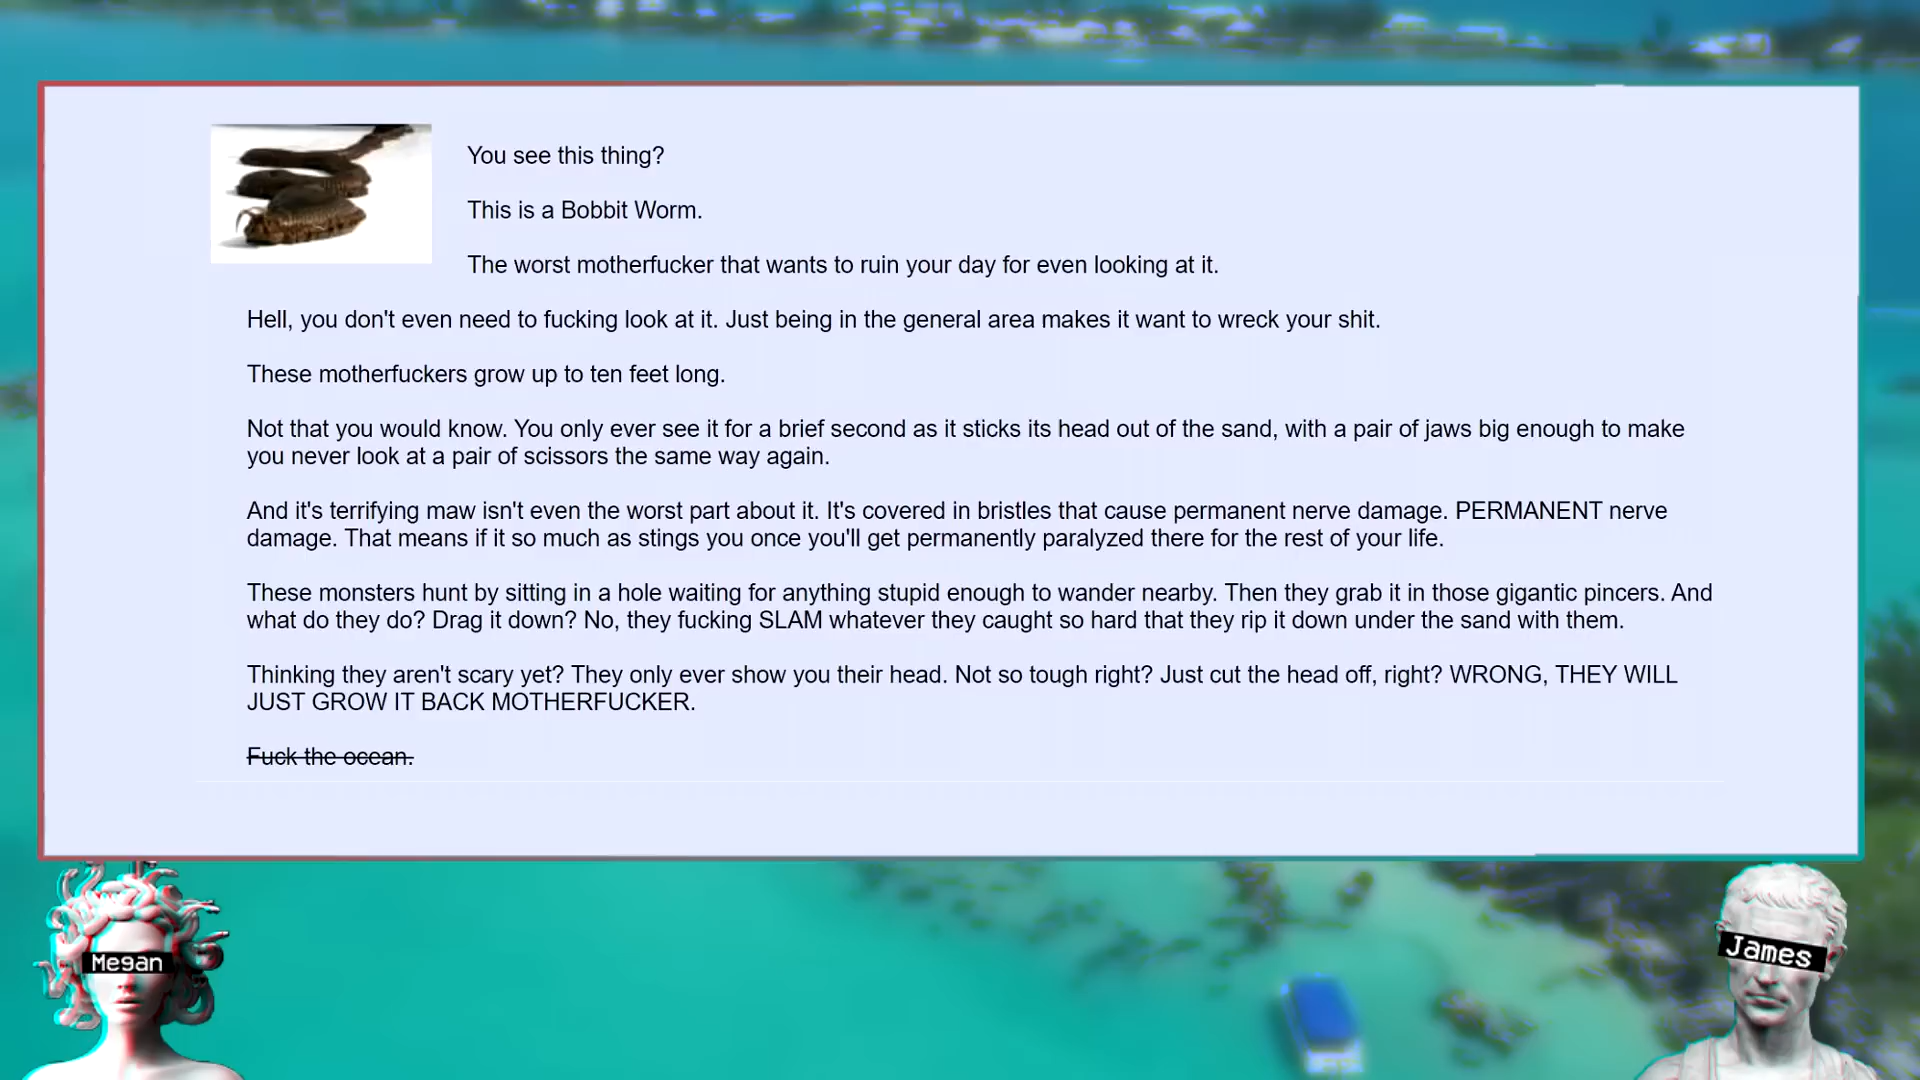 You see this thing?
This is a Bobbit Worm.
The worst motherfucker that wants to ruin your day for even looking at it.
Hell, you don't even need to fucking look at it. Just being in the general area makes it want to wreck your shit.
These motherfuckers grow up to ten feet long.
Not that you would know. You only ever see it for a brief second as it sticks its head out of the sand, with a pair of jaws big enough to make
you never look at a pair of scissors the same way again.
And it's terrifying maw isn't even the worst part about it. It's covered in bristles that cause permanent nerve damage. PERMANENT nerve
damage. That means if it so much as stings you once you'll get permanently paralyzed there for the rest of your life.
These monsters hunt by sitting in a hole waiting for anything stupid enough to wander nearby. Then they grab it in those gigantic pincers. And
what do they do? Drag it down? No, they fucking SLAM whatever they caught so hard that they rip it down under the sand with them.
Thinking they aren't scary yet? They only ever show you their head. Not so tough right? Just cut the head off, right? WRONG, THEY WILL
JUST GROW IT BACK MOTHERFUCKER.
Fuck the ocean.
Megan
James